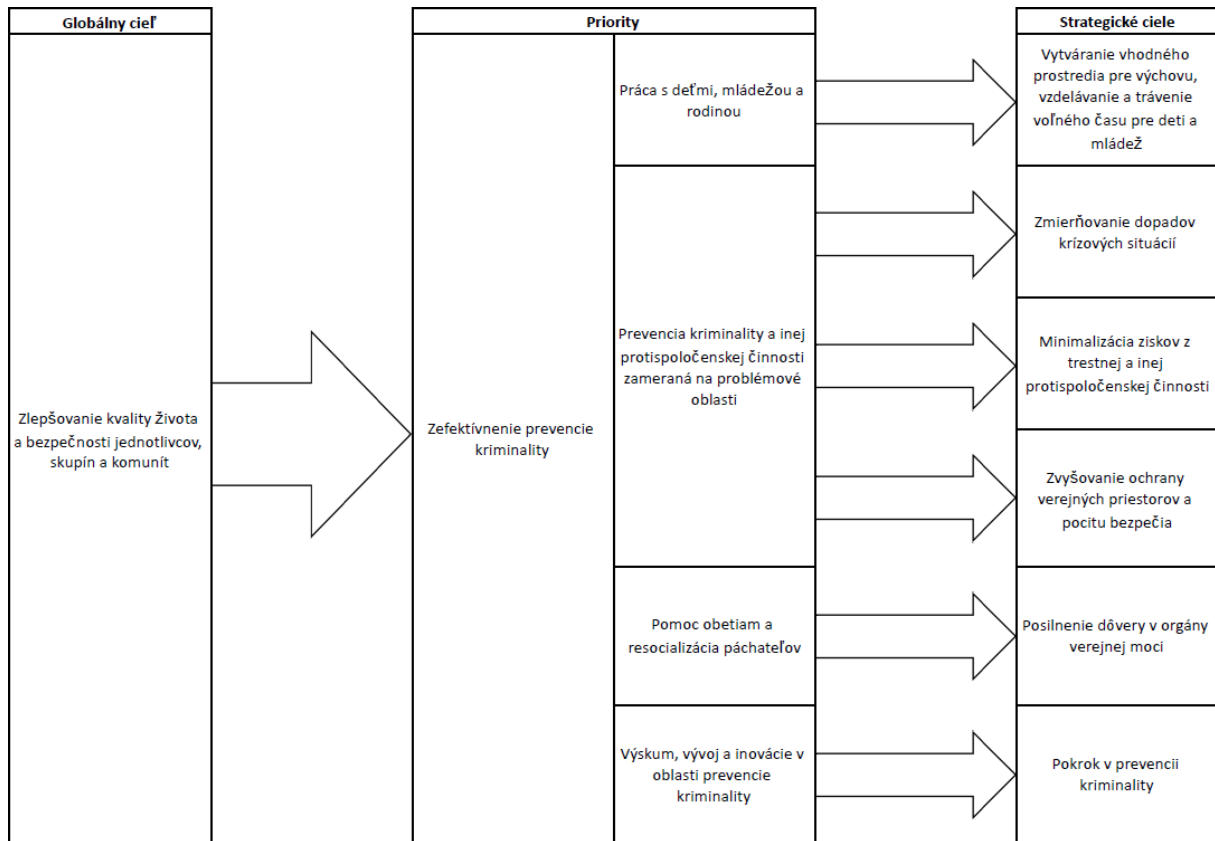 Globálny cieľ
Priority
Strategické ciele
Zlepšovanie kvality života
a bezpečnosti jednotlivcov,
skupín a komunít
Zefektívnenie prevencie
kriminality
Práca s deťmi, mládežou a
rodinou
Vytváranie vhodného
prostredia pre výchovu,
vzdelávanie a trávenie
voľného času pre deti a
mládež
Prevencia kriminality a inej
protispoločenskej činnosti
zameraná na problémové
oblasti
Zmierňovanie dopadov
krízových situácií
Minimalizácia ziskov z
trestnej a inej
protispoločenskej činnosti
Zvyšovanie ochrany
verejných priestorov a
pocitu bezpečia
Pomoc obetiam a
resocializácia páchateľov
Posilnenie dôvery v orgány
verejnej moci
Výskum, vývoj a inovácie v
oblasti prevencie
kriminality
Pokrok v prevencii
kriminality